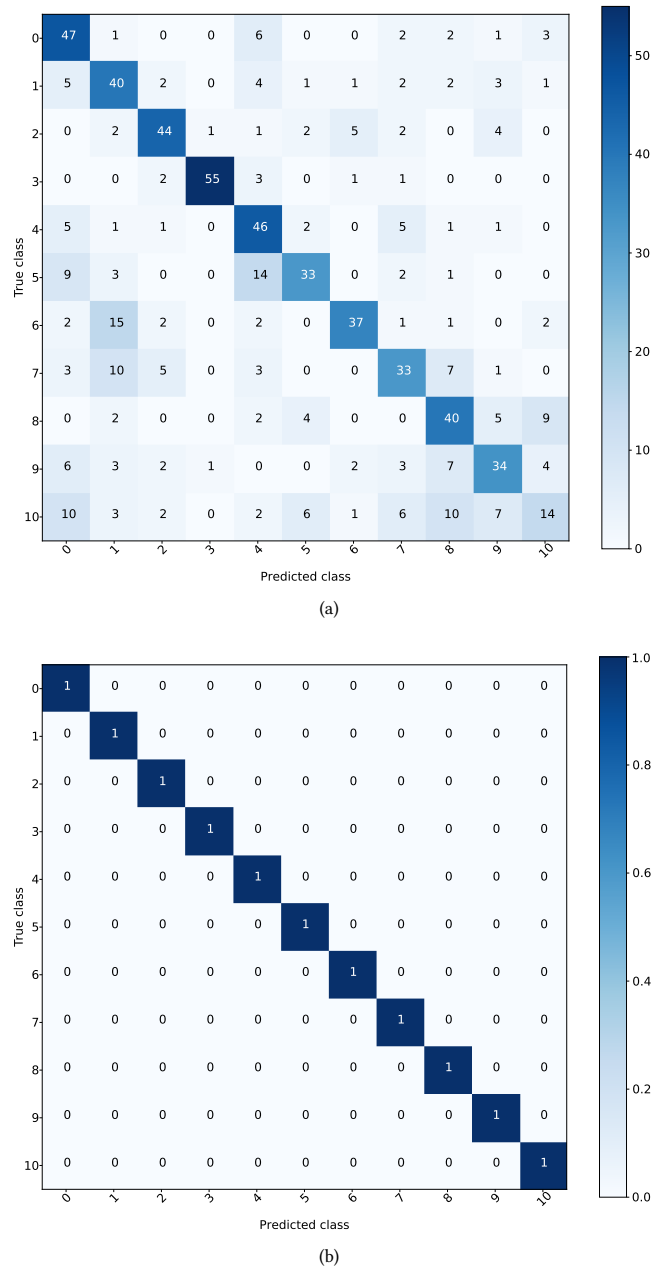 0 47 1 0 0 6 0 0 2 2 1 3
1 5 40 2 0 4 1 1 2 2 3 1
2 0 2 44 1 1 2 5 2 0 4 0
3 0 0 2 55 3 0 1 1 0 0 0
4 5 1 1 0 46 2 0 5 1 1 0
5 9 3 0 0 14 33 0 2 1 0 0
6 2 15 2 0 2 0 37 1 1 0 2
7 3 10 5 0 3 0 0 33 7 1 0
8 0 2 0 0 2 4 0 0 40 5 9
9 6 3 2 1 0 0 2 3 7 34 4
10 10 3 2 0 2 6 1 6 10 7 14
0 1 2 3 4 5 6 7 8 9 10
True class
Predicted class
50
40
30
20
10
0
(a)
0 1 0 0 0 0 0 0 0 0 0 0
1 0 1 0 0 0 0 0 0 0 0 0
2 0 0 1 0 0 0 0 0 0 0 0
3 0 0 0 1 0 0 0 0 0 0 0
4 0 0 0 0 1 0 0 0 0 0 0
5 0 0 0 0 0 1 0 0 0 0 0
6 0 0 0 0 0 0 1 0 0 0 0
7 0 0 0 0 0 0 0 1 0 0 0
8 0 0 0 0 0 0 0 0 1 0 0
9 0 0 0 0 0 0 0 0 0 1 0
10 0 0 0 0 0 0 0 0 0 0 1
0 1 2 3 4 5 6 7 8 9 10
True class
Predicted class
1.0
0.8
0.6
0.4
0.2
0.0
(b)